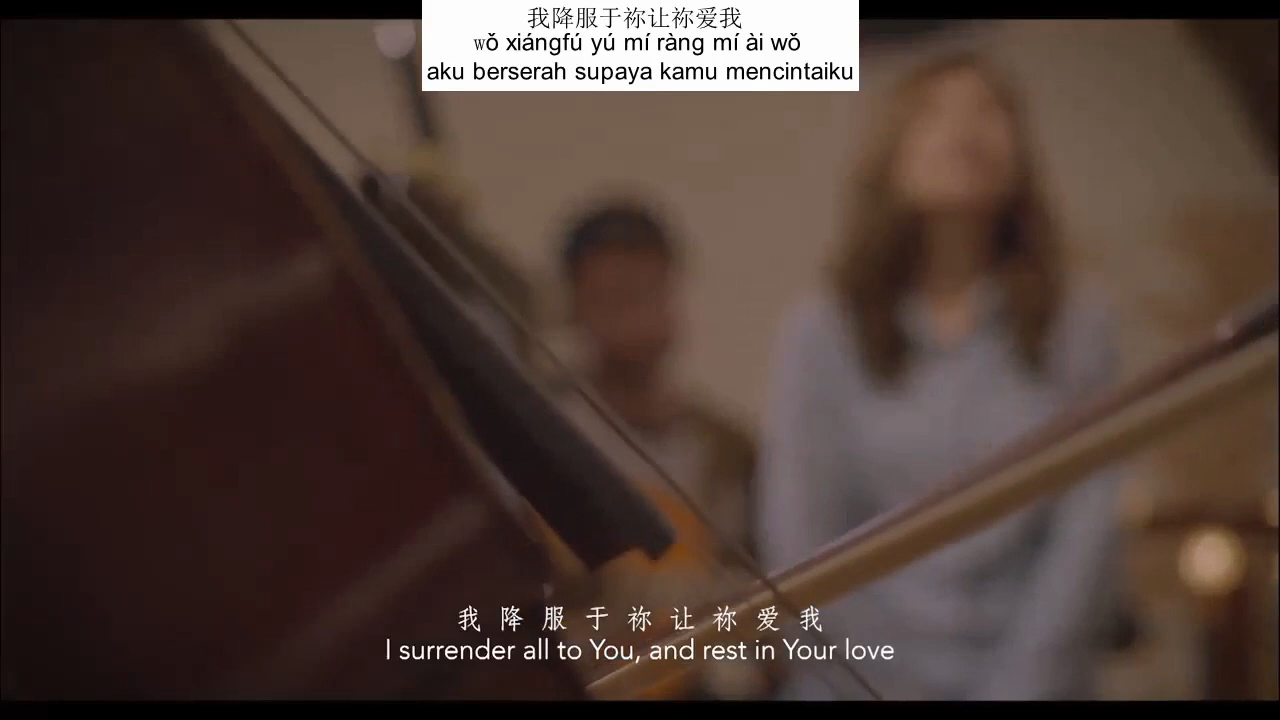 我降服于祢让祢爱我
wǒ xiángfú yú mí ràng mí ài wǒ
aku berserah supaya kamu mencintaiku
我降服于祢让祢爱我
I surrender all to You, and rest in Your love